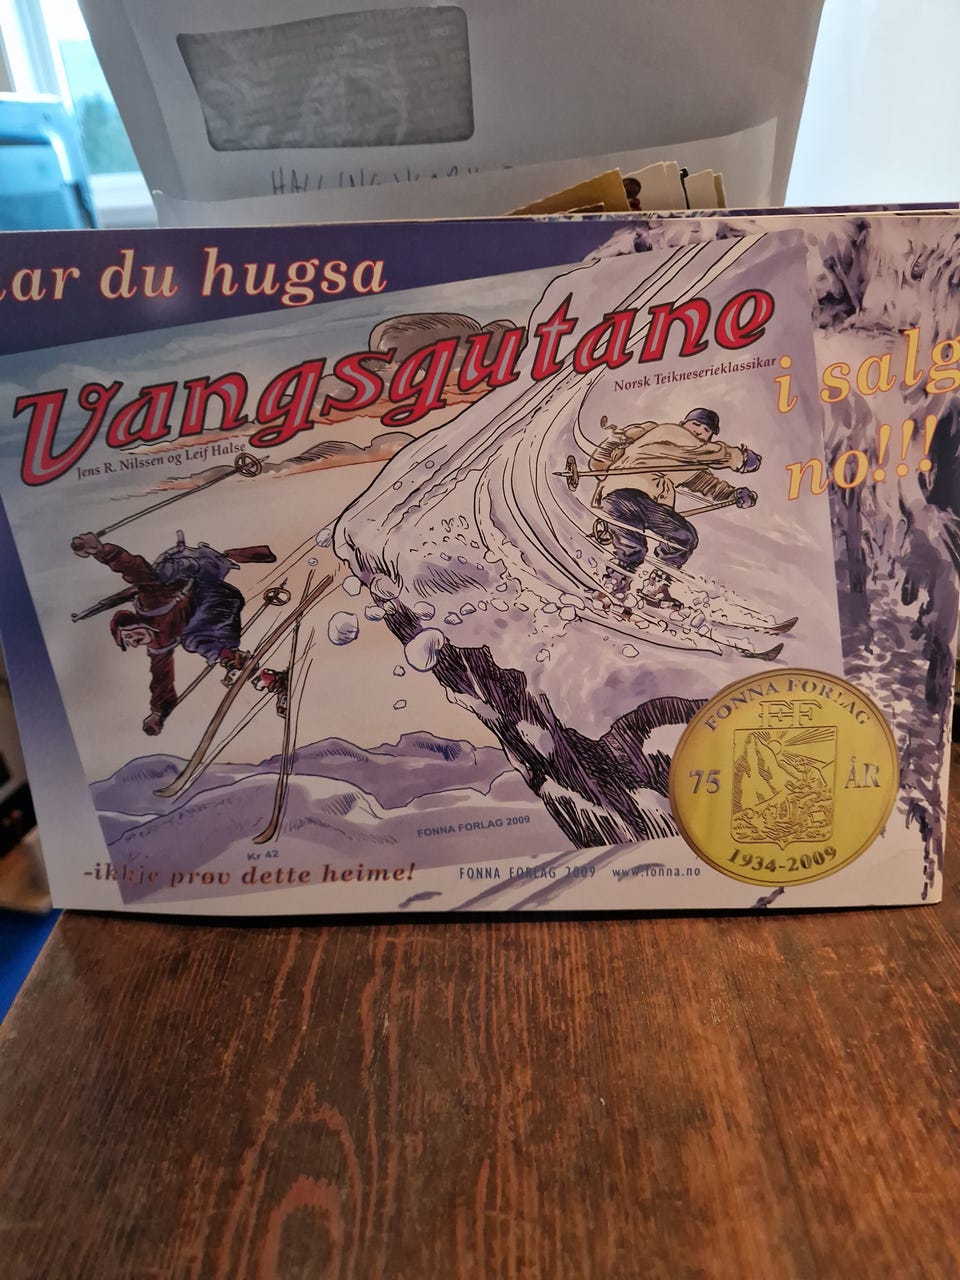 du hugsa
Vangsgutane
Norsk Teikneserieklassikar
Jens R. Nilssen og Leif Halse
i salg
no!!!
FONNA FORLAG
FF
75 ÅR
1934-2009
FONNA FORLAG 2009
Kr 42
-ikkje prøv dette heime!
FONNA FORLAG 2009 www.fonna.no